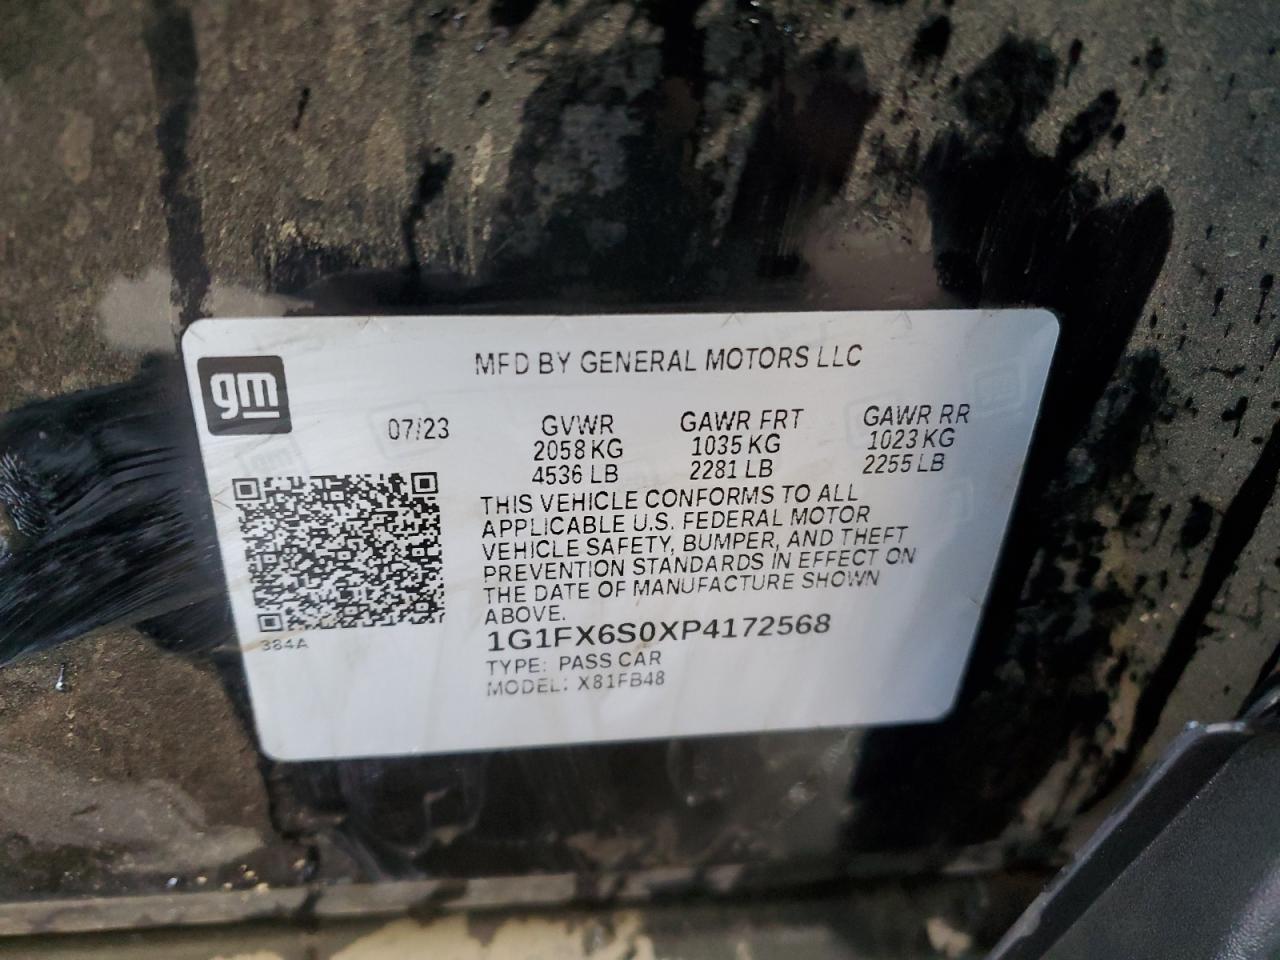 gm
MFD BY GENERAL MOTORS LLC
07/23 GVWR GAWR FRT GAWR RR
2058 KG 1035 KG 1023 KG
4536 LB 2281 LB 2255 LB
THIS VEHICLE CONFORMS TO ALL
APPLICABLE U.S. FEDERAL MOTOR
VEHICLE SAFETY, BUMPER, AND THEFT
PREVENTION STANDARDS IN EFFECT ON
THE DATE OF MANUFACTURE SHOWN
ABOVE.
1G1FX6S0XP4172568
384A
TYPE: PASS CAR
MODEL: X81FB48